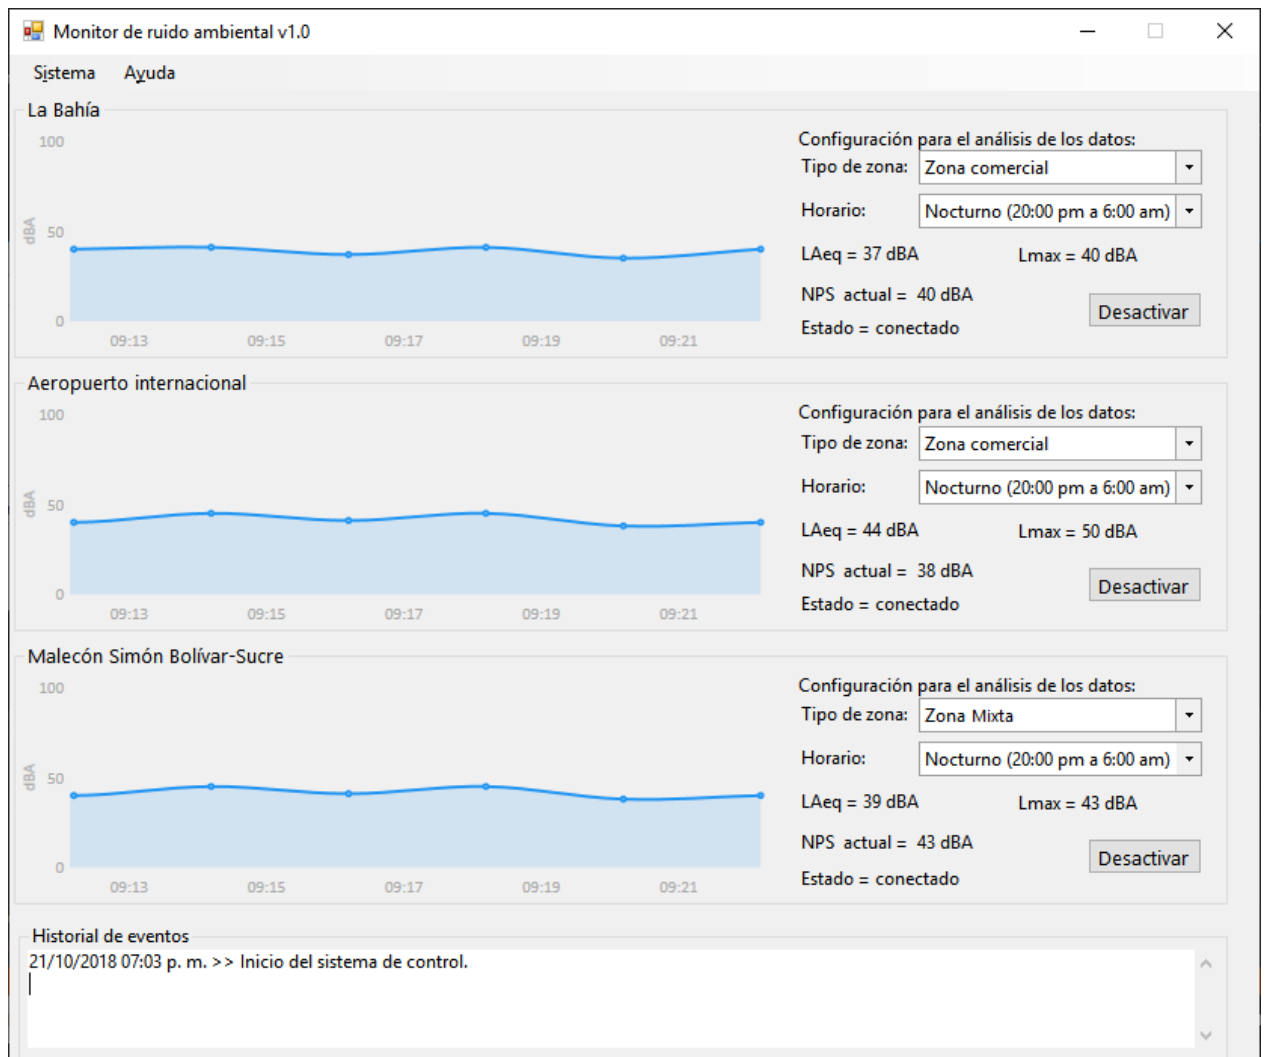 Monitor de ruido ambiental v1.0
Sistema Ayuda
La Bahía
100
50
0
dBA
09:13 09:15 09:17 09:19 09:21
Configuración para el análisis de los datos:
Tipo de zona: Zona comercial
Horario: Nocturno (20:00 pm a 6:00 am)
LAeq = 37 dBA Lmax = 40 dBA
NPS actual = 40 dBA
Desactivar
Estado = conectado
Aeropuerto internacional
100
50
0
dBA
09:13 09:15 09:17 09:19 09:21
Configuración para el análisis de los datos:
Tipo de zona: Zona comercial
Horario: Nocturno (20:00 pm a 6:00 am)
LAeq = 44 dBA Lmax = 50 dBA
NPS actual = 38 dBA
Desactivar
Estado = conectado
Malecón Simón Bolívar-Sucre
100
50
0
dBA
09:13 09:15 09:17 09:19 09:21
Configuración para el análisis de los datos:
Tipo de zona: Zona Mixta
Horario: Nocturno (20:00 pm a 6:00 am)
LAeq = 39 dBA Lmax = 43 dBA
NPS actual = 43 dBA
Desactivar
Estado = conectado
Historial de eventos
21/10/2018 07:03 p. m. >> Inicio del sistema de control.